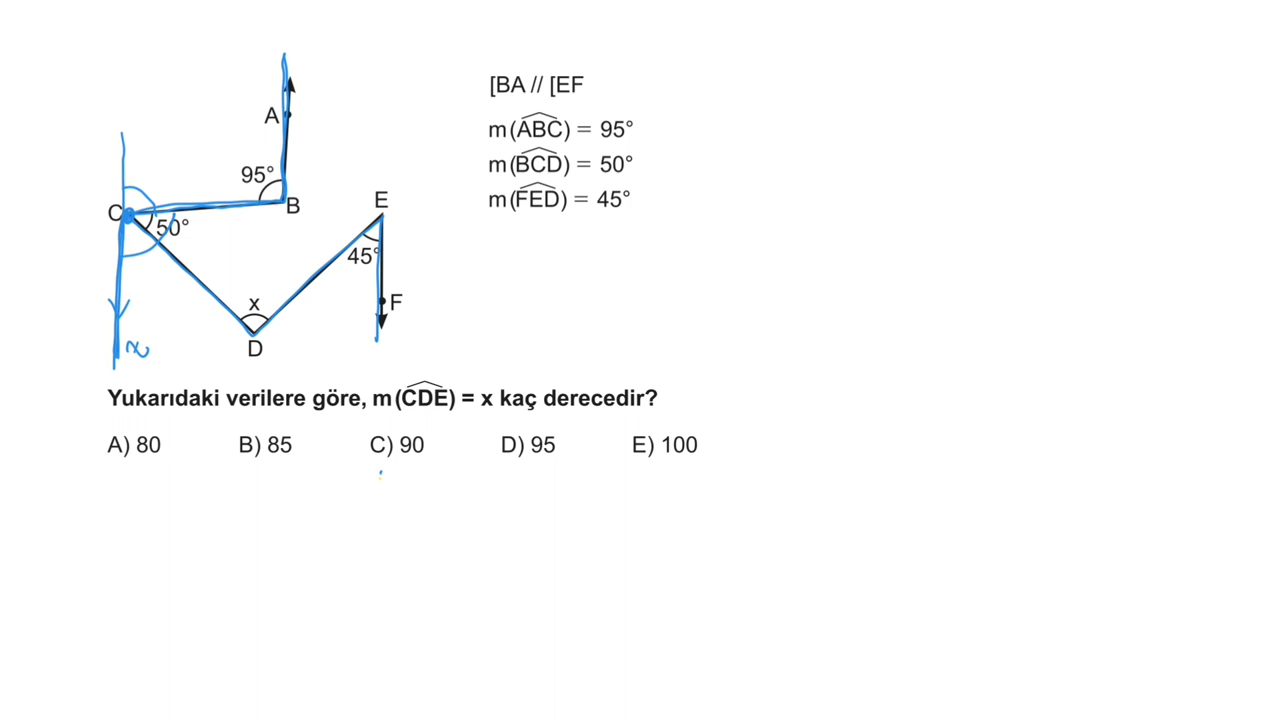 A
95°
B
C
50°
E
45°
F
x
D
x
[BA // [EF
m(ABC) = 95°
m(BCD) = 50°
m(FED) = 45°
Yukarıdaki verilere göre, m(CDE) = x kaç derecedir?
A) 80 B) 85 C) 90 D) 95 E) 100